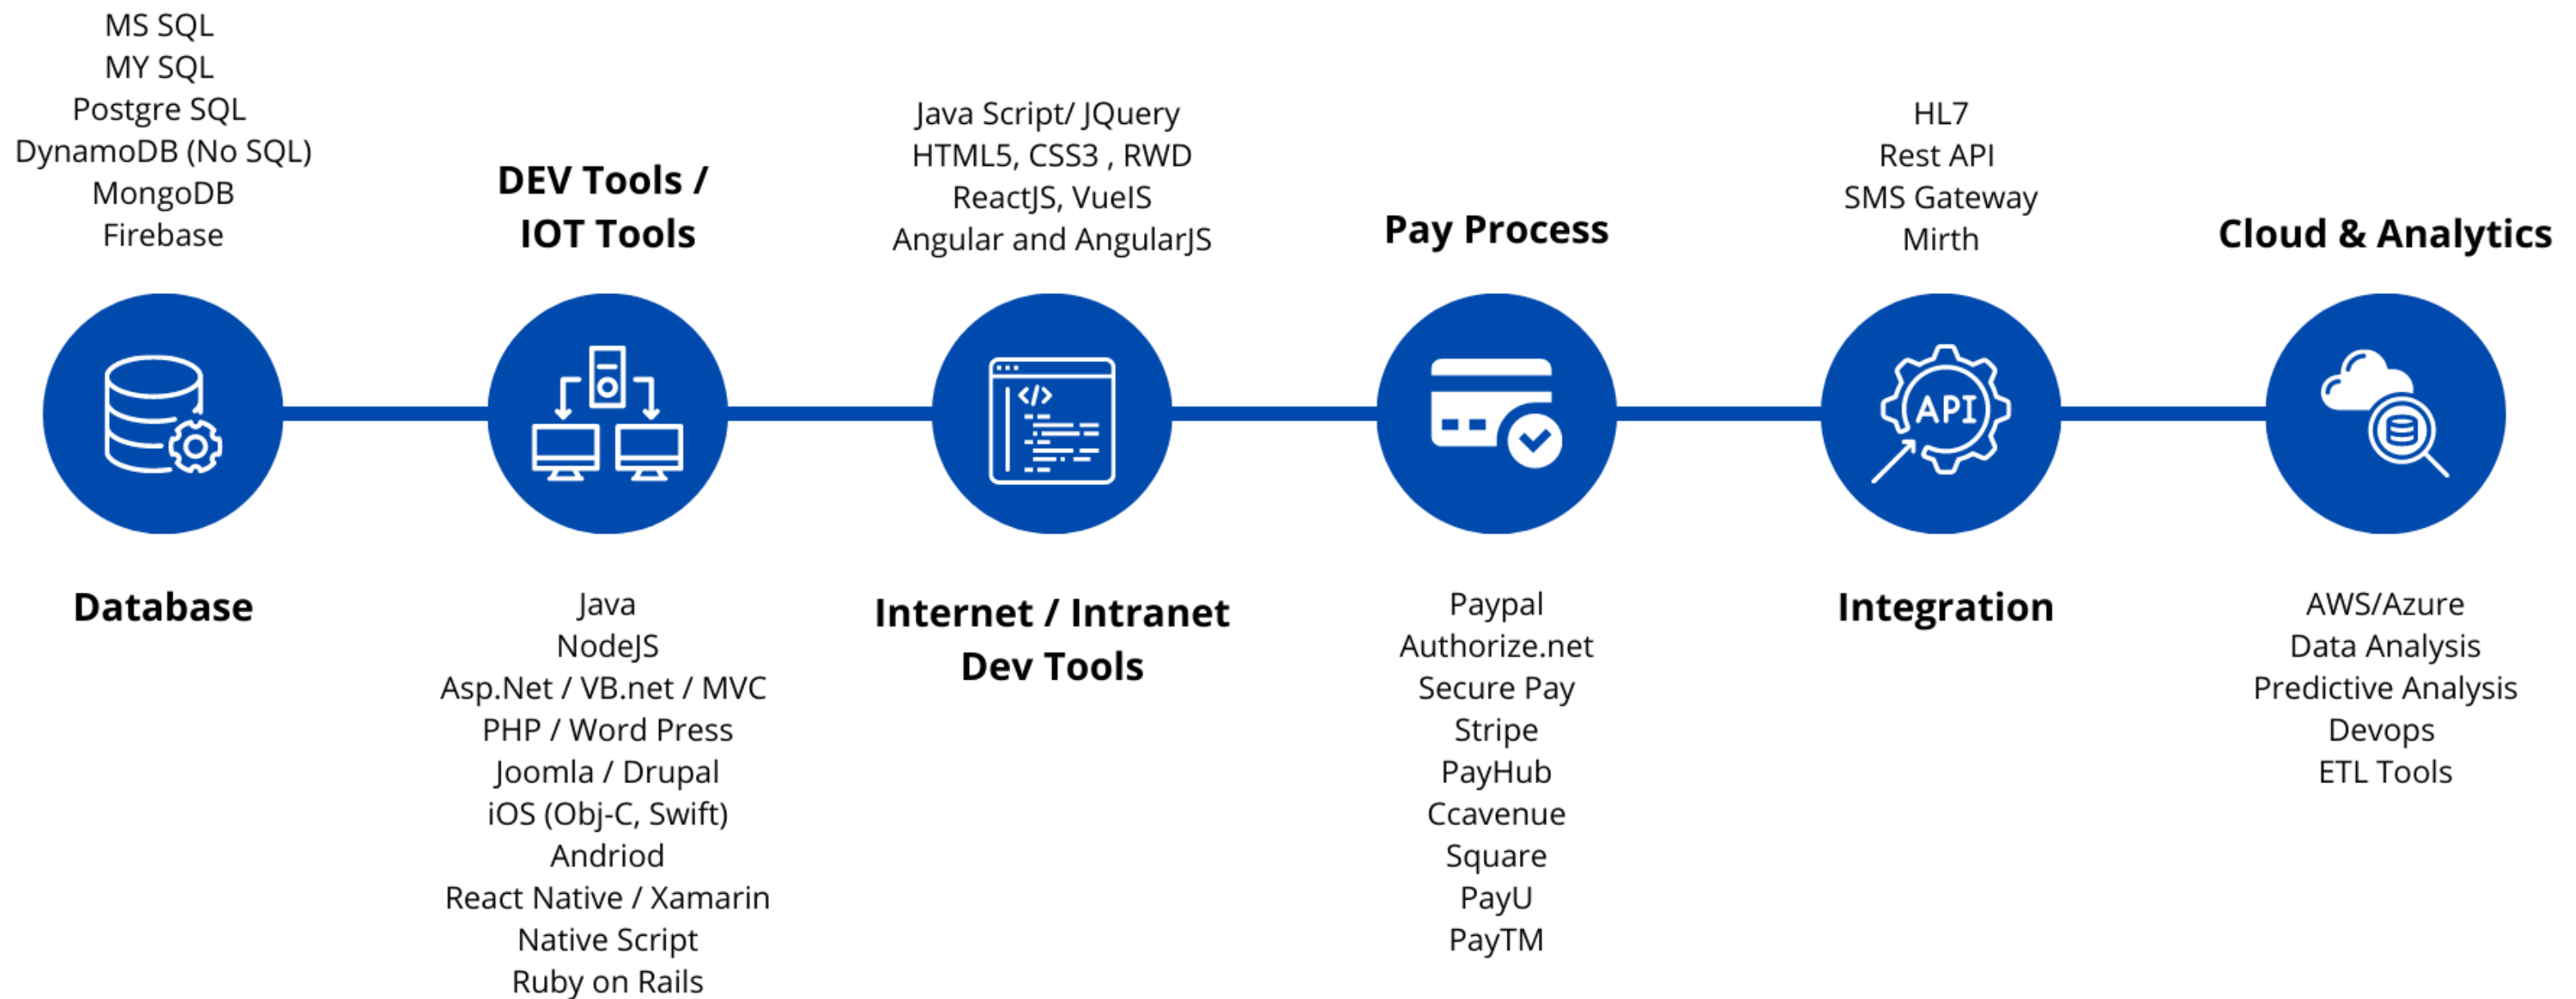 MS SQL
MY SQL
Postgre SQL
DynamoDB (No SQL)
MongoDB
Firebase
Database
DEV Tools /
IOT Tools
Java
NodeJS
Asp.Net / VB.net / MVC
PHP / Word Press
Joomla / Drupal
iOS (Obj-C, Swift)
Andriod
React Native / Xamarin
Native Script
Ruby on Rails
Java Script/ JQuery
HTML5, CSS3 , RWD
ReactJS, VueIS
Angular and AngularJS
</>
Internet / Intranet
Dev Tools
Pay Process
Paypal
Authorize.net
Secure Pay
Stripe
PayHub
Ccavenue
Square
PayU
PayTM
HL7
Rest API
SMS Gateway
Mirth
API
Integration
Cloud & Analytics
AWS/Azure
Data Analysis
Predictive Analysis
Devops
ETL Tools